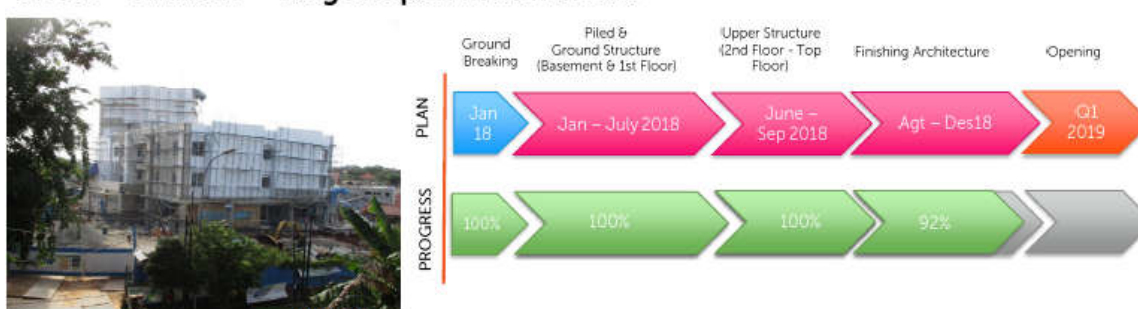 Ground
Breaking
Piled &
Ground Structure
(Basement & 1st Floor)
Upper Structure
(2nd Floor - Top
Floor)
Finishing Architecture
Opening
PLAN
Jan
18
Jan – July 2018
June –
Sep 2018
Agt – Des18
Q1
2019
PROGRESS
100%
100%
100%
92%